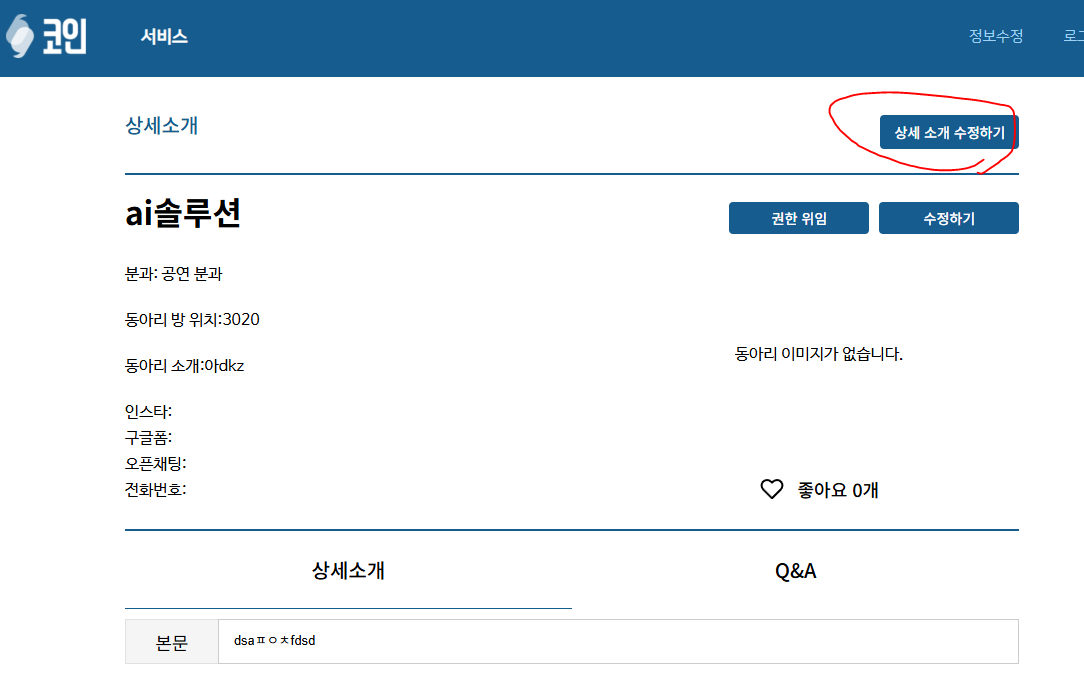 코인 서비스 정보수정 로그
상세소개 상세 소개 수정하기
ai솔루션 권한 위임 수정하기
분과: 공연 분과
동아리 방 위치:3020
동아리 이미지가 없습니다.
동아리 소개:아dkz
인스타:
구글폼:
오픈채팅:
전화번호:
좋아요 0개
상세소개 Q&A
본문 dsaㅍㅇㅊfdsd